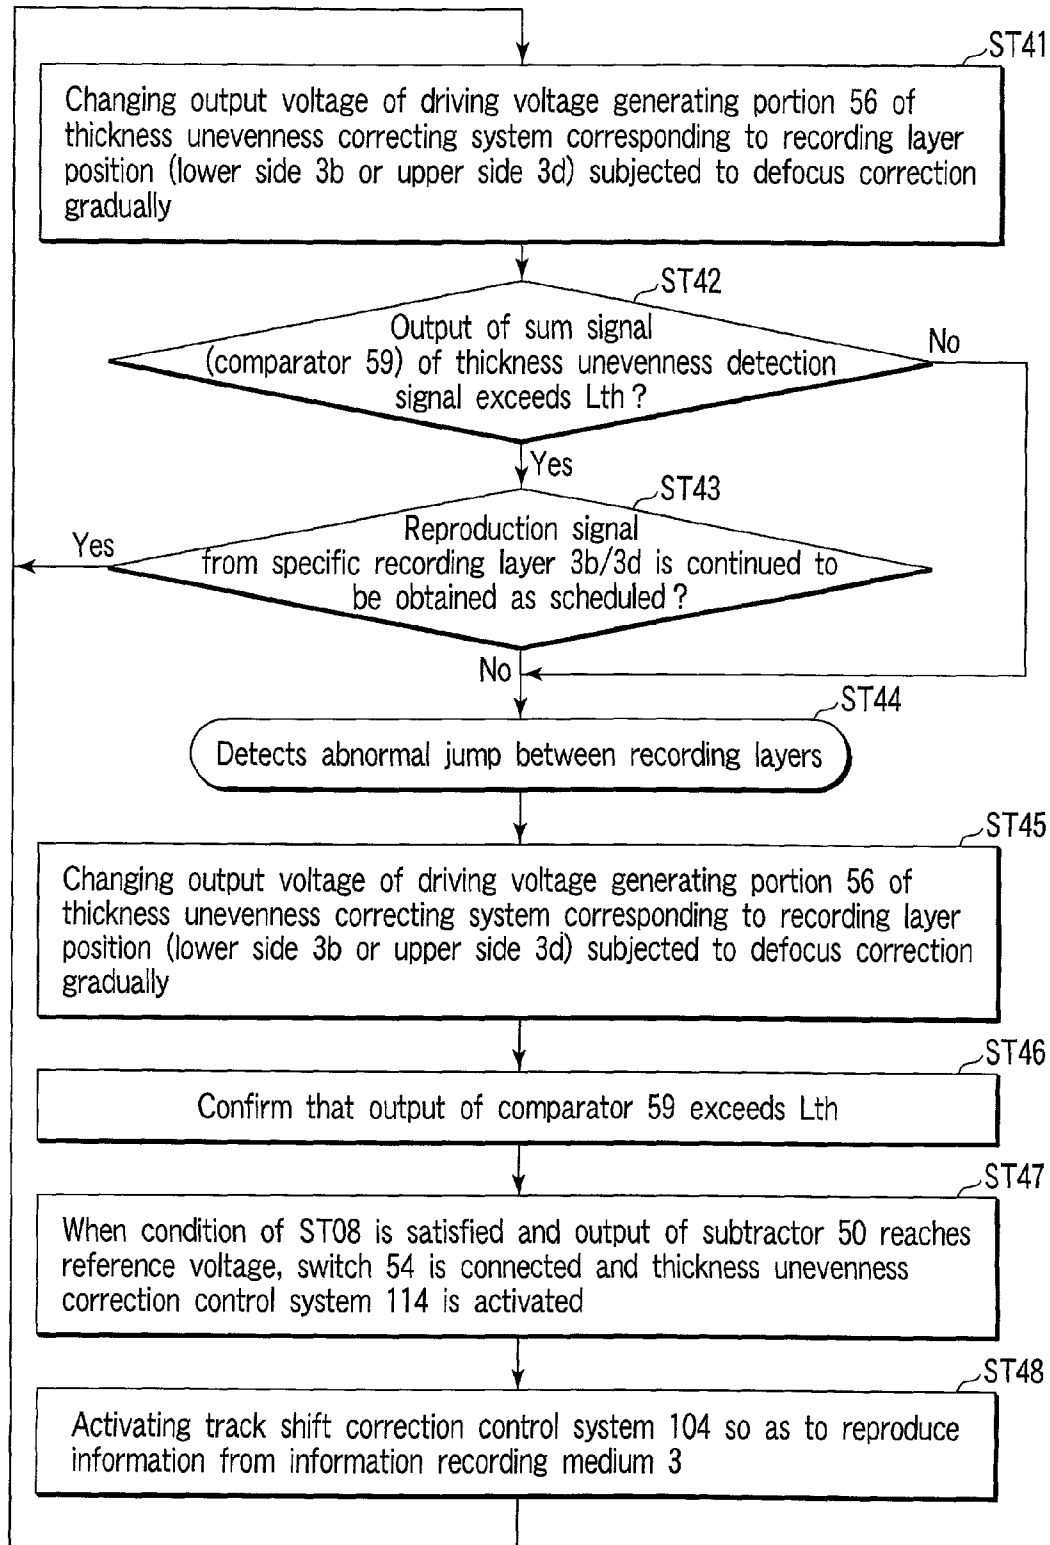 ST41
Changing output voltage of driving voltage generating portion 56 of
thickness unevenness correcting system corresponding to recording layer
position (lower side 3b or upper side 3d) subjected to defocus correction
gradually
ST42
Output of sum signal
(comparator 59) of thickness unevenness detection
signal exceeds Lth?
No
Yes
ST43
Reproduction signal
from specific recording layer 3b/3d is continued to
be obtained as scheduled?
Yes
No
ST44
Detects abnormal jump between recording layers
ST45
Changing output voltage of driving voltage generating portion 56 of
thickness unevenness correcting system corresponding to recording layer
position (lower side 3b or upper side 3d) subjected to defocus correction
gradually
ST46
Confirm that output of comparator 59 exceeds Lth
ST47
When condition of ST08 is satisfied and output of subtractor 50 reaches
reference voltage, switch 54 is connected and thickness unevenness
correction control system 114 is activated
ST48
Activating track shift correction control system 104 so as to reproduce
information from information recording medium 3